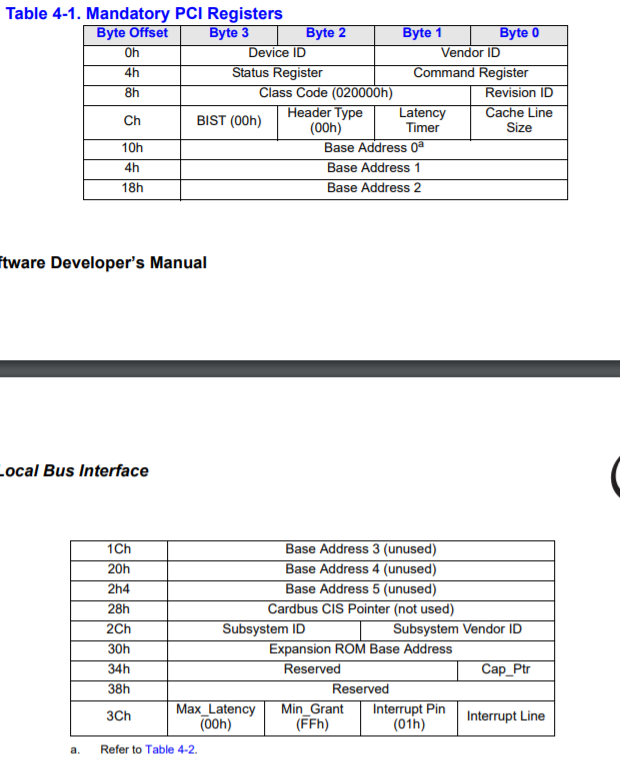 Table 4-1. Mandatory PCI Registers
Byte Offset Byte 3 Byte 2 Byte 1 Byte 0
0h Device ID Vendor ID
4h Status Register Command Register
8h Class Code (020000h) Revision ID
Ch BIST (00h) Header Type (00h) Latency Timer Cache Line Size
10h Base Address 0a
4h Base Address 1
18h Base Address 2
ftware Developer's Manual
Local Bus Interface
1Ch Base Address 3 (unused)
20h Base Address 4 (unused)
2h4 Base Address 5 (unused)
28h Cardbus CIS Pointer (not used)
2Ch Subsystem ID Subsystem Vendor ID
30h Expansion ROM Base Address
34h Reserved Cap_Ptr
38h Reserved
3Ch Max_Latency (00h) Min_Grant (FFh) Interrupt Pin (01h) Interrupt Line
a. Refer to Table 4-2.